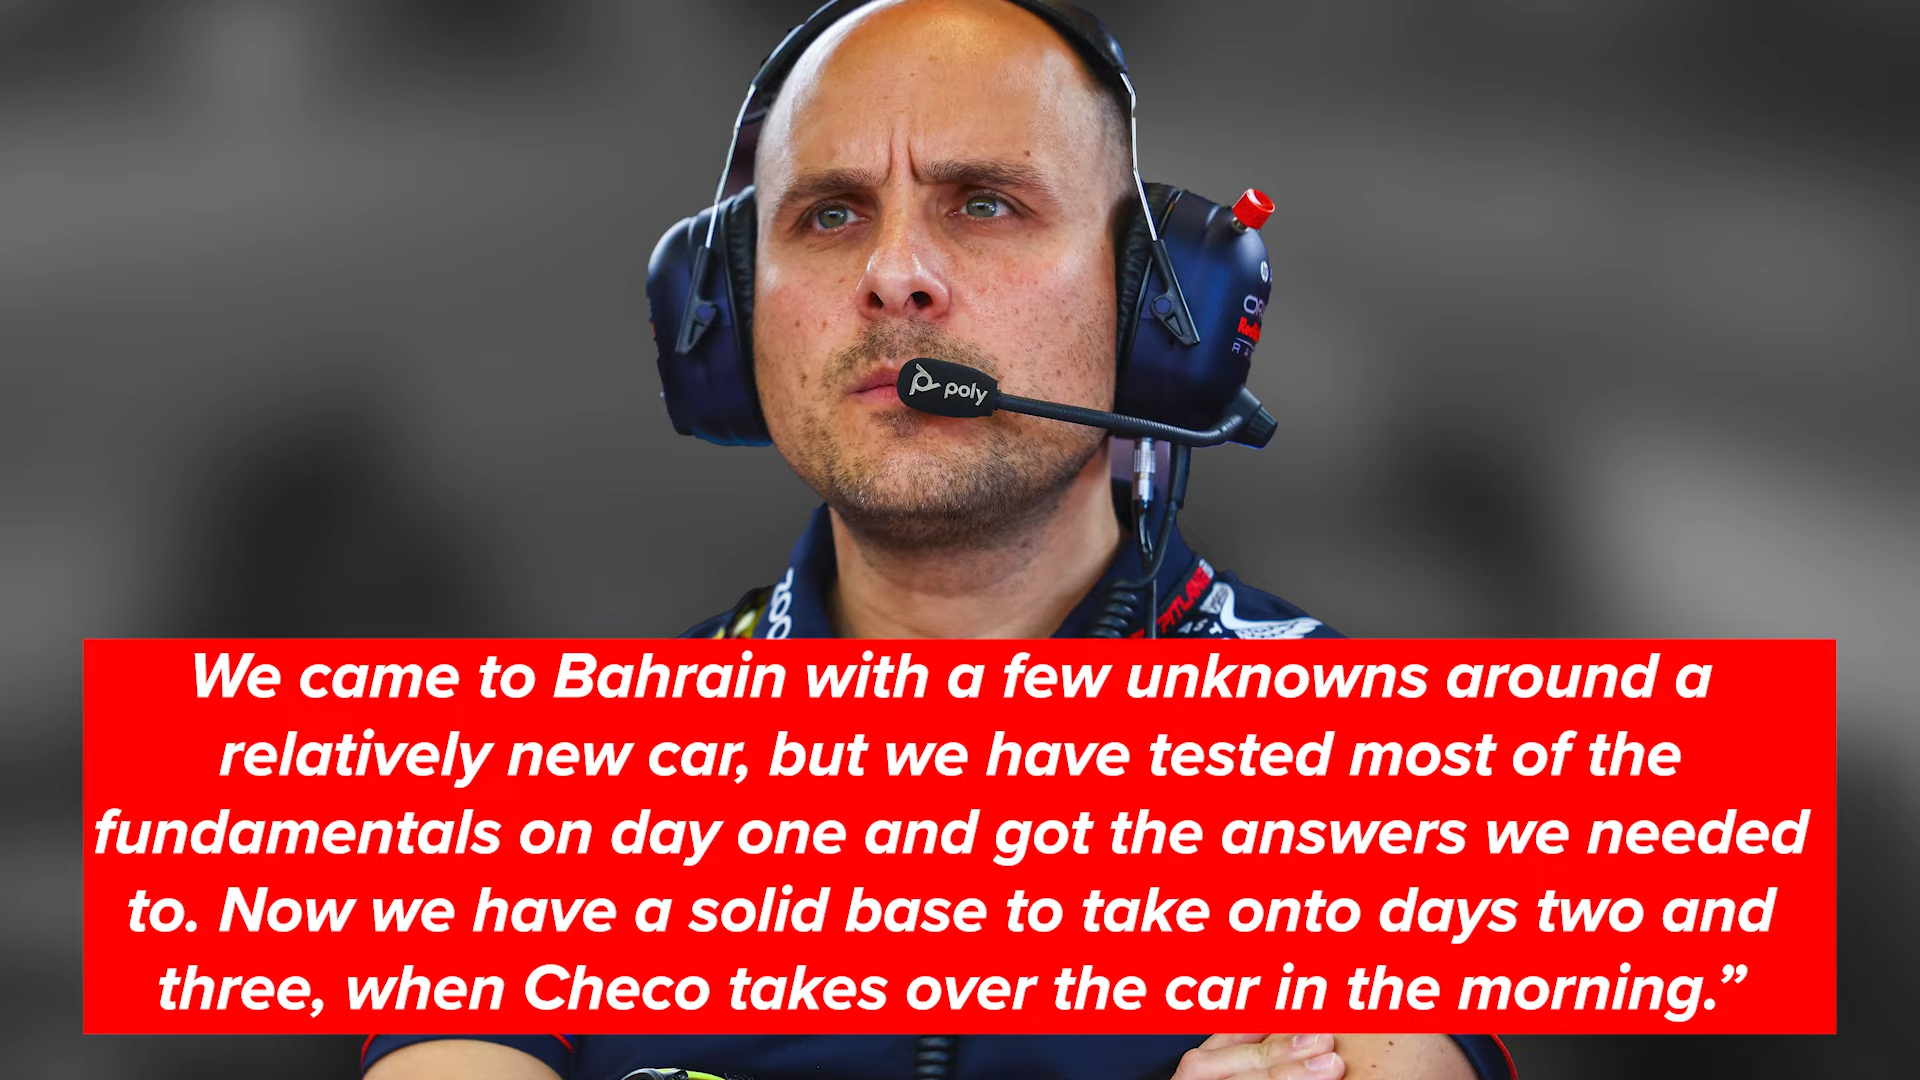 poly
We came to Bahrain with a few unknowns around a
relatively new car, but we have tested most of the
fundamentals on day one and got the answers we needed
to. Now we have a solid base to take onto days two and
three, when Checo takes over the car in the morning.”